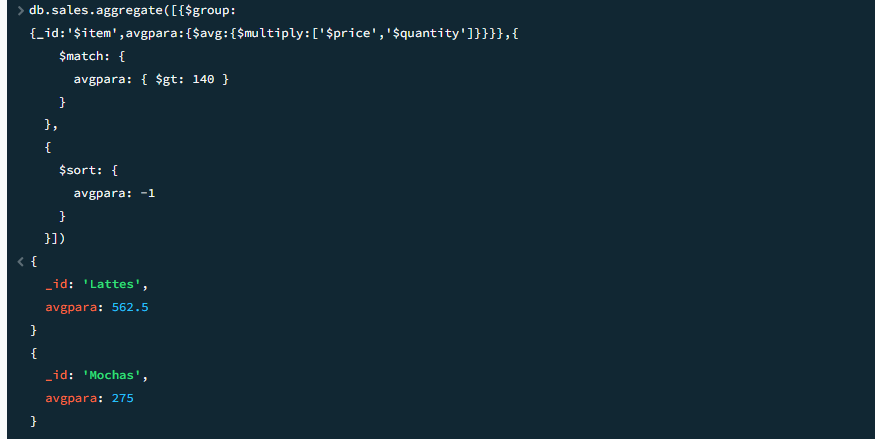 > db.sales.aggregate([{$group:
{_id:'$item',avgpara:{$avg:{$multiply:['$price','$quantity']}}}},{
$match: {
avgpara: { $gt: 140 }
}
},
{
$sort: {
avgpara: -1
}
}])
< {
_id: 'Lattes',
avgpara: 562.5
}
{
_id: 'Mochas',
avgpara: 275
}